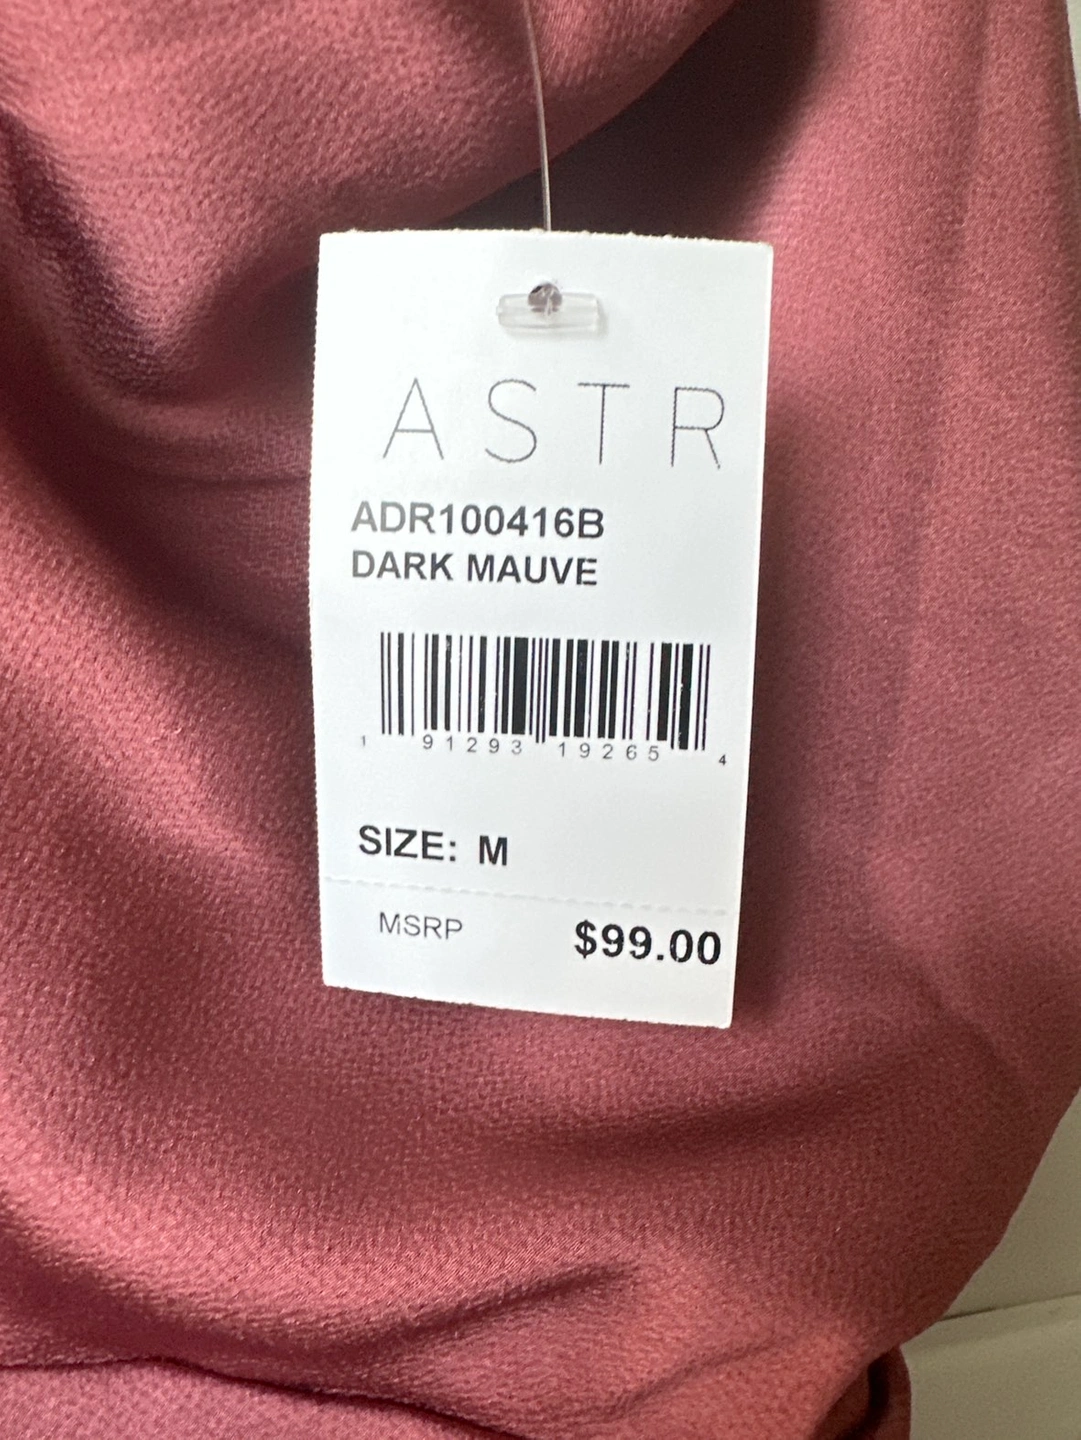 ASTR
ADR100416B
DARK MAUVE
1 91293 19265 4
SIZE: M
MSRP $99.00